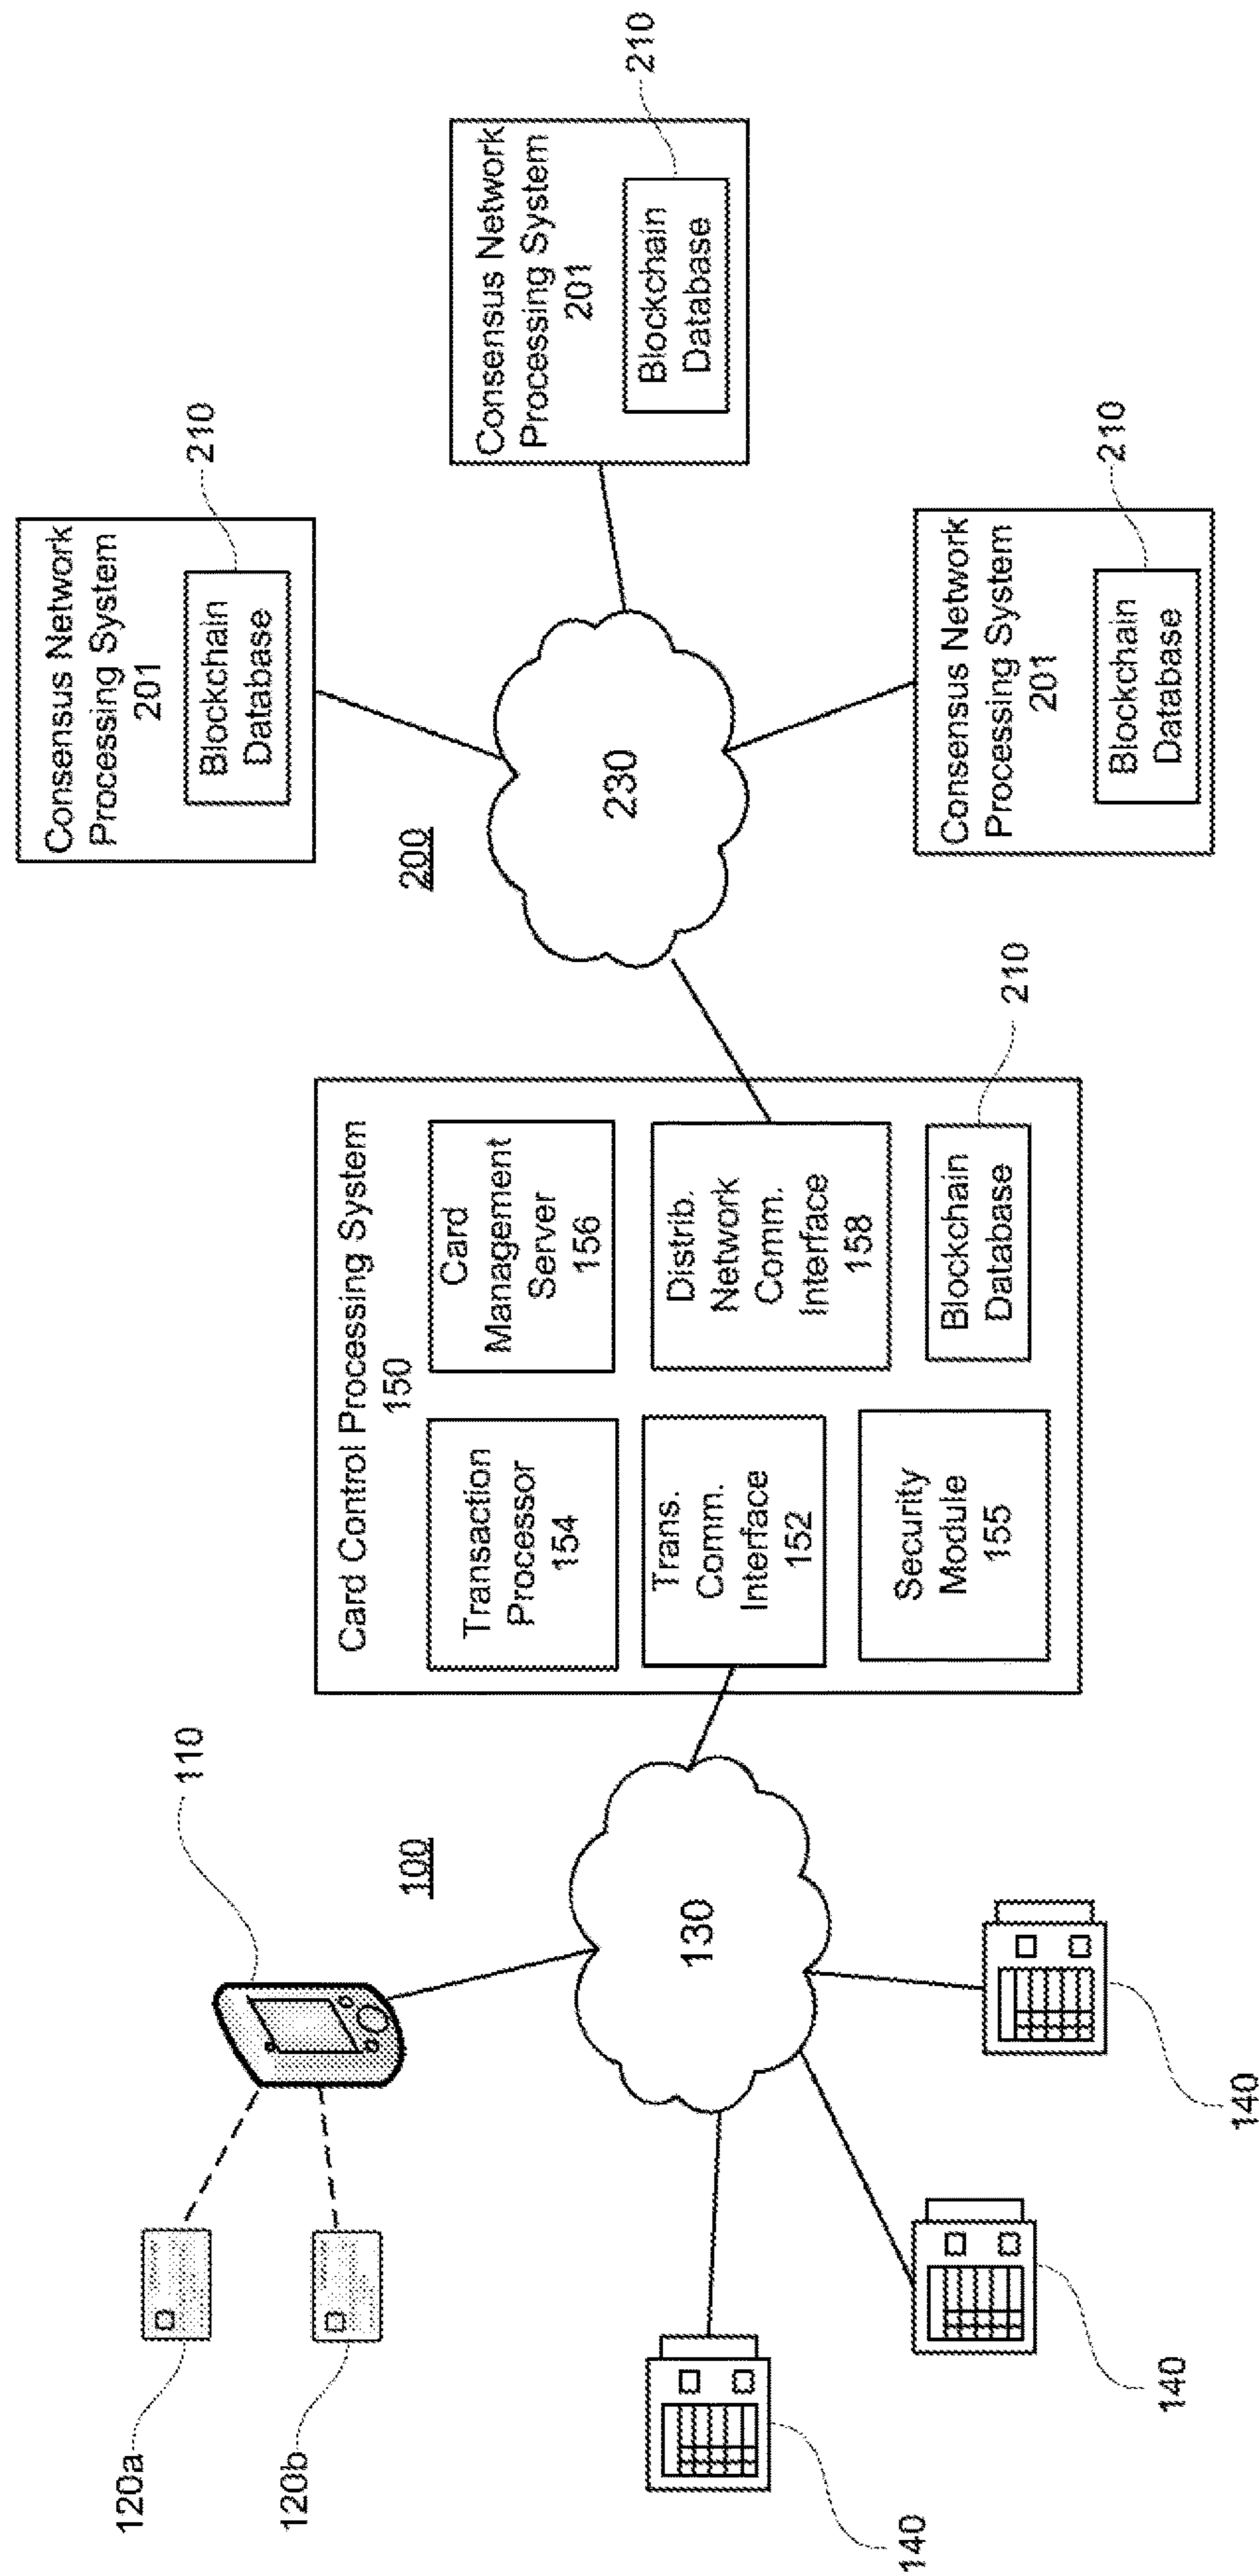 120a
120b
110
100
130
140
140
140
Card Control Processing System
150
Transaction
Processor
154
Card
Management
Server
156
Trans.
Comm.
Interface
152
Distrib.
Network
Comm.
Interface
158
Security
Module
155
Blockchain
Database
210
200
230
Consensus Network
Processing System
201
Blockchain
Database
210
Consensus Network
Processing System
201
Blockchain
Database
210
Consensus Network
Processing System
201
Blockchain
Database
210